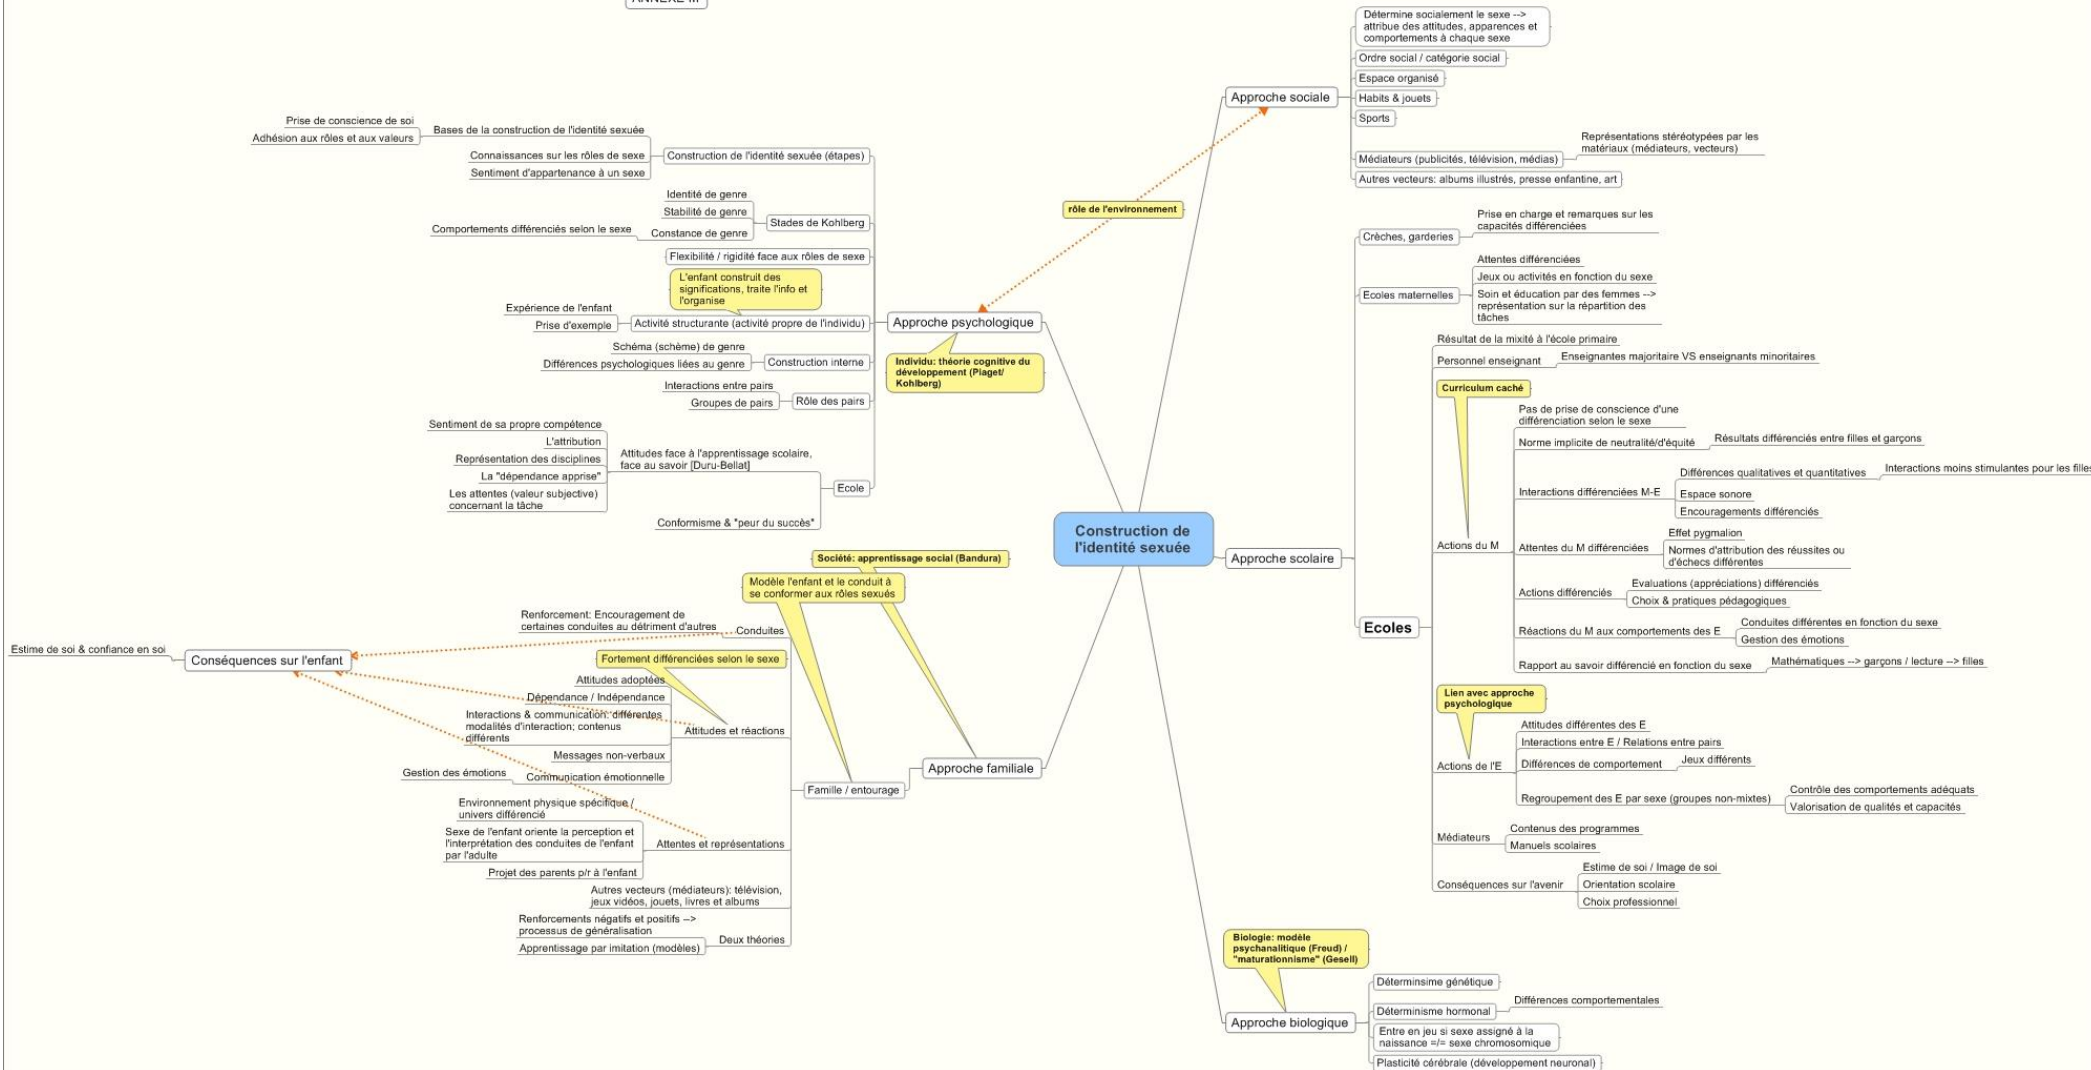 ANNEXE III
Construction de
l'identité sexuée
Approche sociale
Détermine socialement le sexe -->
attribue des attitudes, apparences et
comportements à chaque sexe
Ordre social / catégorie social
Espace organisé
Habits & jouets
Sports
Médiateurs (publicités, télévision, médias)
Représentations stéréotypées par les
matériaux (médiateurs, vecteurs)
Autres vecteurs: albums illustrés, presse enfantine, art
rôle de l'environnement
Approche psychologique
Individu: théorie cognitive du
développement (Piaget/
Kohlberg)
Construction de l'identité sexuée (étapes)
Bases de la construction de l'identité sexuée
Prise de conscience de soi
Adhésion aux rôles et aux valeurs
Connaissances sur les rôles de sexe
Sentiment d'appartenance à un sexe
Stades de Kohlberg
Identité de genre
Stabilité de genre
Constance de genre
Comportements différenciés selon le sexe
Flexibilité / rigidité face aux rôles de sexe
L'enfant construit des
significations, traite l'info et
l'organise
Activité structurante (activité propre de l'individu)
Expérience de l'enfant
Prise d'exemple
Construction interne
Schéma (schème) de genre
Différences psychologiques liées au genre
Rôle des pairs
Interactions entre pairs
Groupes de pairs
Ecole
Attitudes face à l'apprentissage scolaire,
face au savoir [Duru-Bellat]
Sentiment de sa propre compétence
L'attribution
Représentation des disciplines
La "dépendance apprise"
Les attentes (valeur subjective)
concernant la tâche
Conformisme & "peur du succès"
Approche scolaire
Crèches, garderies
Prise en charge et remarques sur les
capacités différenciées
Ecoles maternelles
Attentes différenciées
Jeux ou activités en fonction du sexe
Soin et éducation par des femmes -->
représentation sur la répartition des
tâches
Ecoles
Résultat de la mixité à l'école primaire
Personnel enseignant
Enseignantes majoritaire VS enseignants minoritaires
Curriculum caché
Actions du M
Pas de prise de conscience d'une
différenciation selon le sexe
Norme implicite de neutralité/d'équité
Résultats différenciés entre filles et garçons
Interactions différenciées M-E
Différences qualitatives et quantitatives
Interactions moins stimulantes pour les filles
Espace sonore
Encouragements différenciés
Attentes du M différenciées
Effet pygmalion
Normes d'attribution des réussites ou
d'échecs différentes
Actions différenciés
Evaluations (appréciations) différenciés
Choix & pratiques pédagogiques
Réactions du M aux comportements des E
Conduites différentes en fonction du sexe
Gestion des émotions
Rapport au savoir différencié en fonction du sexe
Mathématiques --> garçons / lecture --> filles
Lien avec approche
psychologique
Actions de l'E
Attitudes différentes des E
Interactions entre E / Relations entre pairs
Différences de comportement
Jeux différents
Regroupement des E par sexe (groupes non-mixtes)
Contrôle des comportements adéquats
Valorisation de qualités et capacités
Médiateurs
Contenus des programmes
Manuels scolaires
Conséquences sur l'avenir
Estime de soi / Image de soi
Orientation scolaire
Choix professionnel
Approche familiale
Société: apprentissage social (Bandura)
Modèle l'enfant et le conduit à
se conformer aux rôles sexués
Famille / entourage
Conduites
Renforcement: Encouragement de
certaines conduites au détriment d'autres
Fortement différenciées selon le sexe
Attitudes et réactions
Attitudes adoptées
Dépendance / Indépendance
Interactions & communication: différentes
modalités d'interaction; contenus
différents
Messages non-verbaux
Communication émotionnelle
Gestion des émotions
Attentes et représentations
Environnement physique spécifique /
univers différencié
Sexe de l'enfant oriente la perception et
l'interprétation des conduites de l'enfant
par l'adulte
Projet des parents p/r à l'enfant
Autres vecteurs (médiateurs): télévision,
jeux vidéos, jouets, livres et albums
Deux théories
Renforcements négatifs et positifs -->
processus de généralisation
Apprentissage par imitation (modèles)
Conséquences sur l'enfant
Estime de soi & confiance en soi
Approche biologique
Biologie: modèle
psychanalitique (Freud) /
"maturationnisme" (Gesell)
Déterminsime génétique
Déterminisme hormonal
Différences comportementales
Entre en jeu si sexe assigné à la
naissance =/= sexe chromosomique
Plasticité cérébrale (développement neuronal)